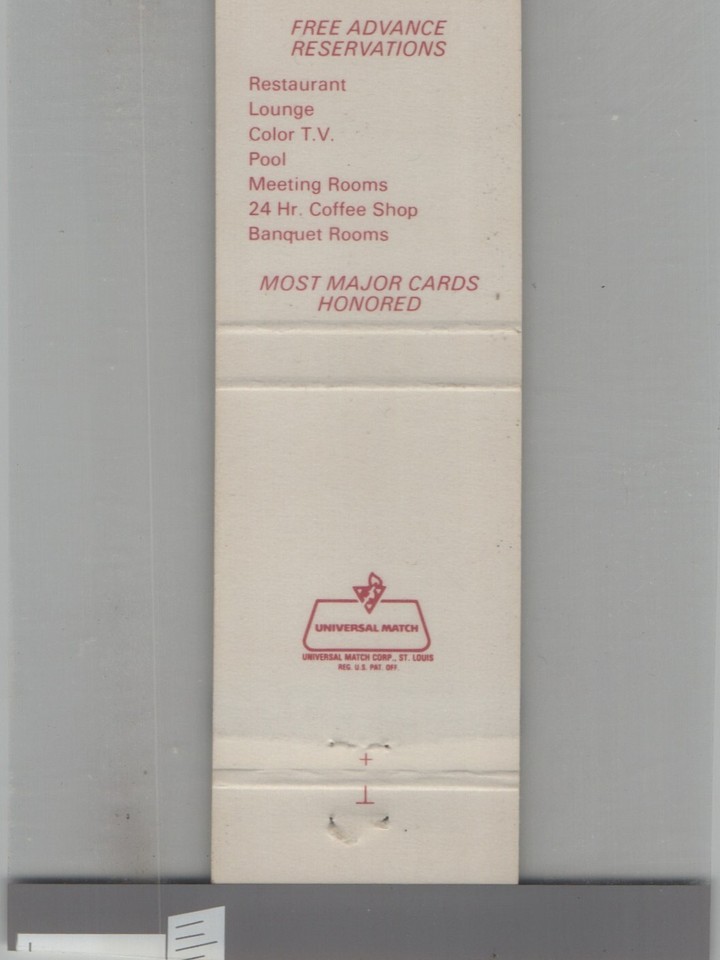 FREE ADVANCE
RESERVATIONS
Restaurant
Lounge
Color T.V.
Pool
Meeting Rooms
24 Hr. Coffee Shop
Banquet Rooms
MOST MAJOR CARDS
HONORED
UNIVERSAL MATCH
UNIVERSAL MATCH CORP., ST. LOUIS
REG. U.S. PAT. OFF.